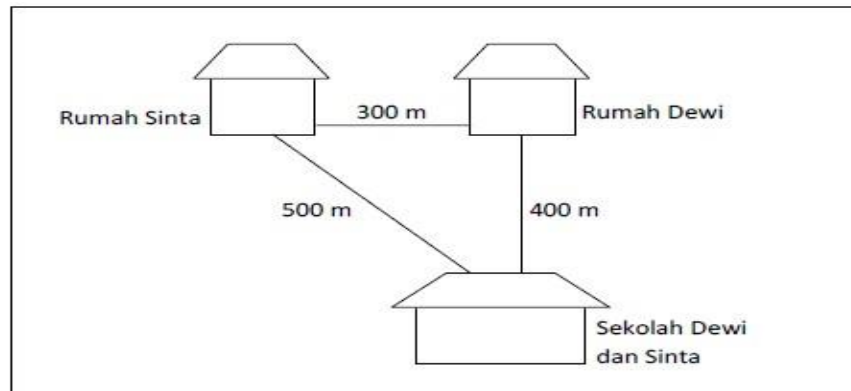 300 m
Rumah Sinta
Rumah Dewi
500 m
400 m
Sekolah Dewi
dan Sinta